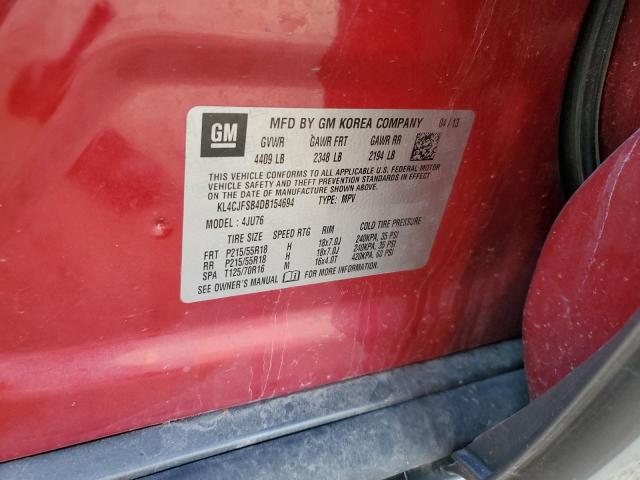 GM
MFD BY GM KOREA COMPANY 04/13
GVWR GAWR FRT GAWR RR
4409 LB 2348 LB 2194 LB
THIS VEHICLE CONFORMS TO ALL APPLICABLE U.S. FEDERAL MOTOR
VEHICLE SAFETY AND THEFT PREVENTION STANDARDS IN EFFECT
ON THE DATE OF MANUFACTURE SHOWN ABOVE.
KL4CJFSB4DB154694 TYPE: MPV
MODEL : 4JU76
TIRE SIZE SPEED RTG RIM COLD TIRE PRESSURE
FRT P215/55R18 H 18x7.0J 240KPA, 35 PSI
RR P215/55R18 H 18x7.0J 240KPA, 35 PSI
SPA T125/70R16 M 16x4.0T 420KPA, 60 PSI
SEE OWNER'S MANUAL FOR MORE INFORMATION.